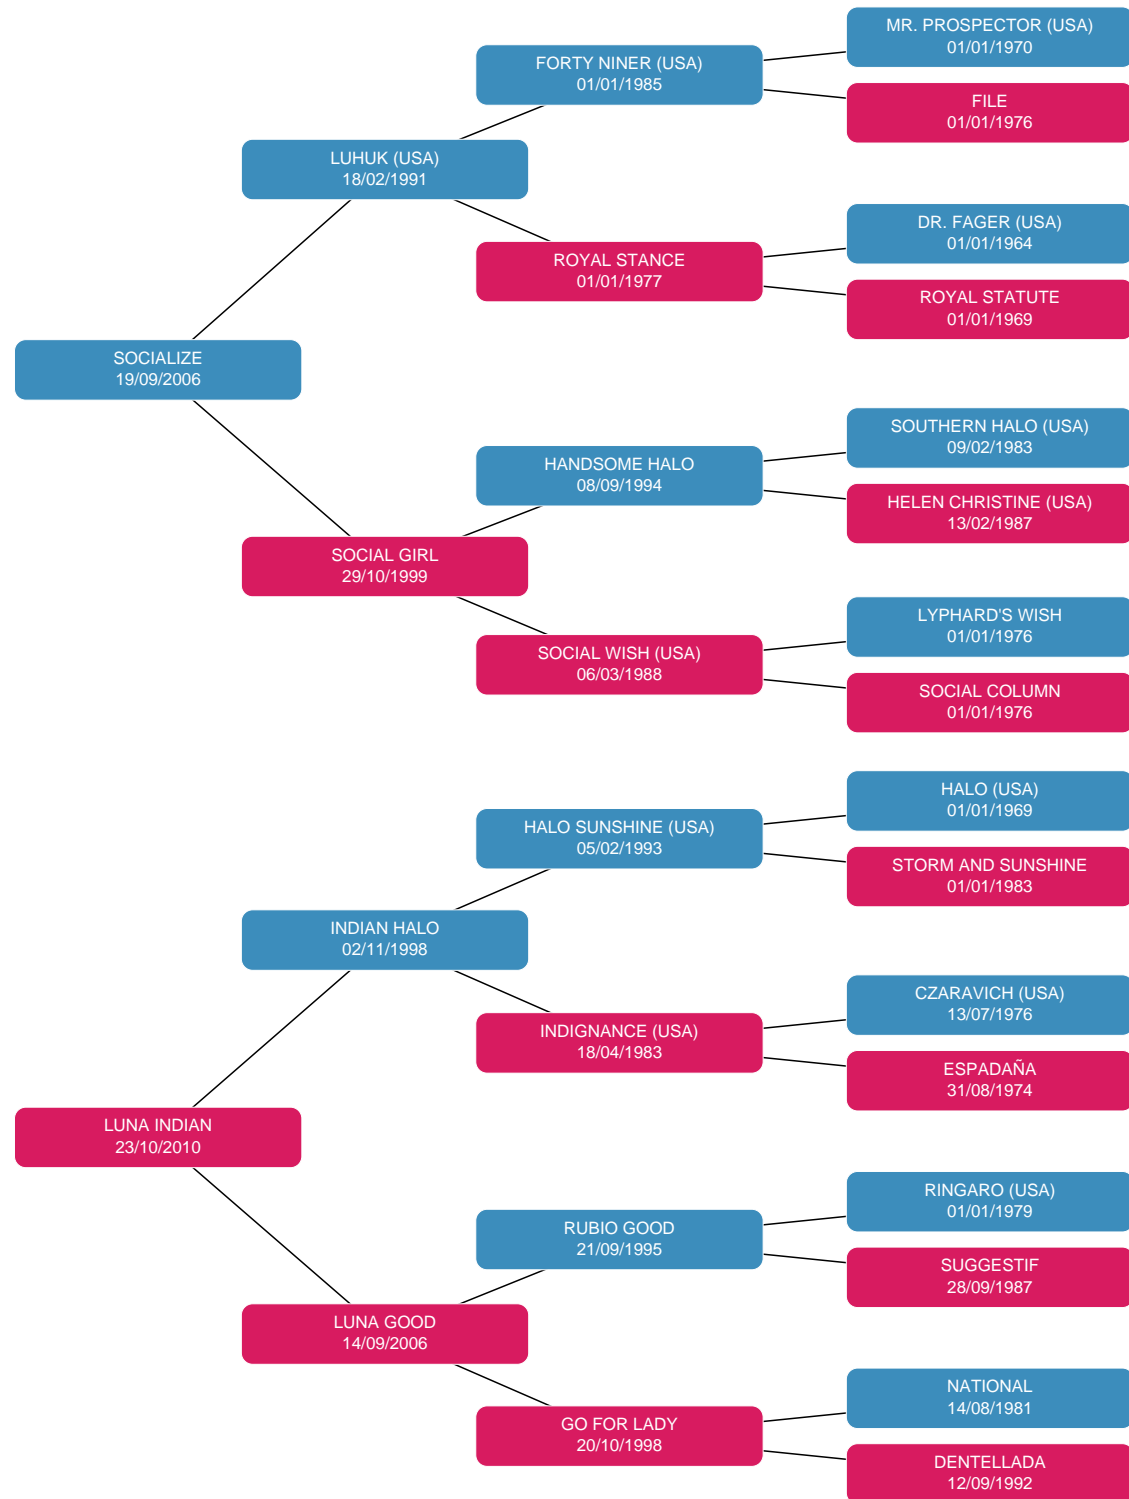 MR. PROSPECTOR (USA)
01/01/1970
FORTY NINER (USA)
01/01/1985
FILE
01/01/1976
LUHUK (USA)
18/02/1991
DR. FAGER (USA)
01/01/1964
ROYAL STANCE
01/01/1977
ROYAL STATUTE
01/01/1969
SOCIALIZE
19/09/2006
SOUTHERN HALO (USA)
09/02/1983
HANDSOME HALO
08/09/1994
HELEN CHRISTINE (USA)
13/02/1987
SOCIAL GIRL
29/10/1999
LYPHARD'S WISH
01/01/1976
SOCIAL WISH (USA)
06/03/1988
SOCIAL COLUMN
01/01/1976
HALO (USA)
01/01/1969
HALO SUNSHINE (USA)
05/02/1993
STORM AND SUNSHINE
01/01/1983
INDIAN HALO
02/11/1998
CZARAVICH (USA)
13/07/1976
INDIGNANCE (USA)
18/04/1983
ESPADAÑA
31/08/1974
LUNA INDIAN
23/10/2010
RINGARO (USA)
01/01/1979
RUBIO GOOD
21/09/1995
SUGGESTIF
28/09/1987
LUNA GOOD
14/09/2006
NATIONAL
14/08/1981
GO FOR LADY
20/10/1998
DENTELLADA
12/09/1992